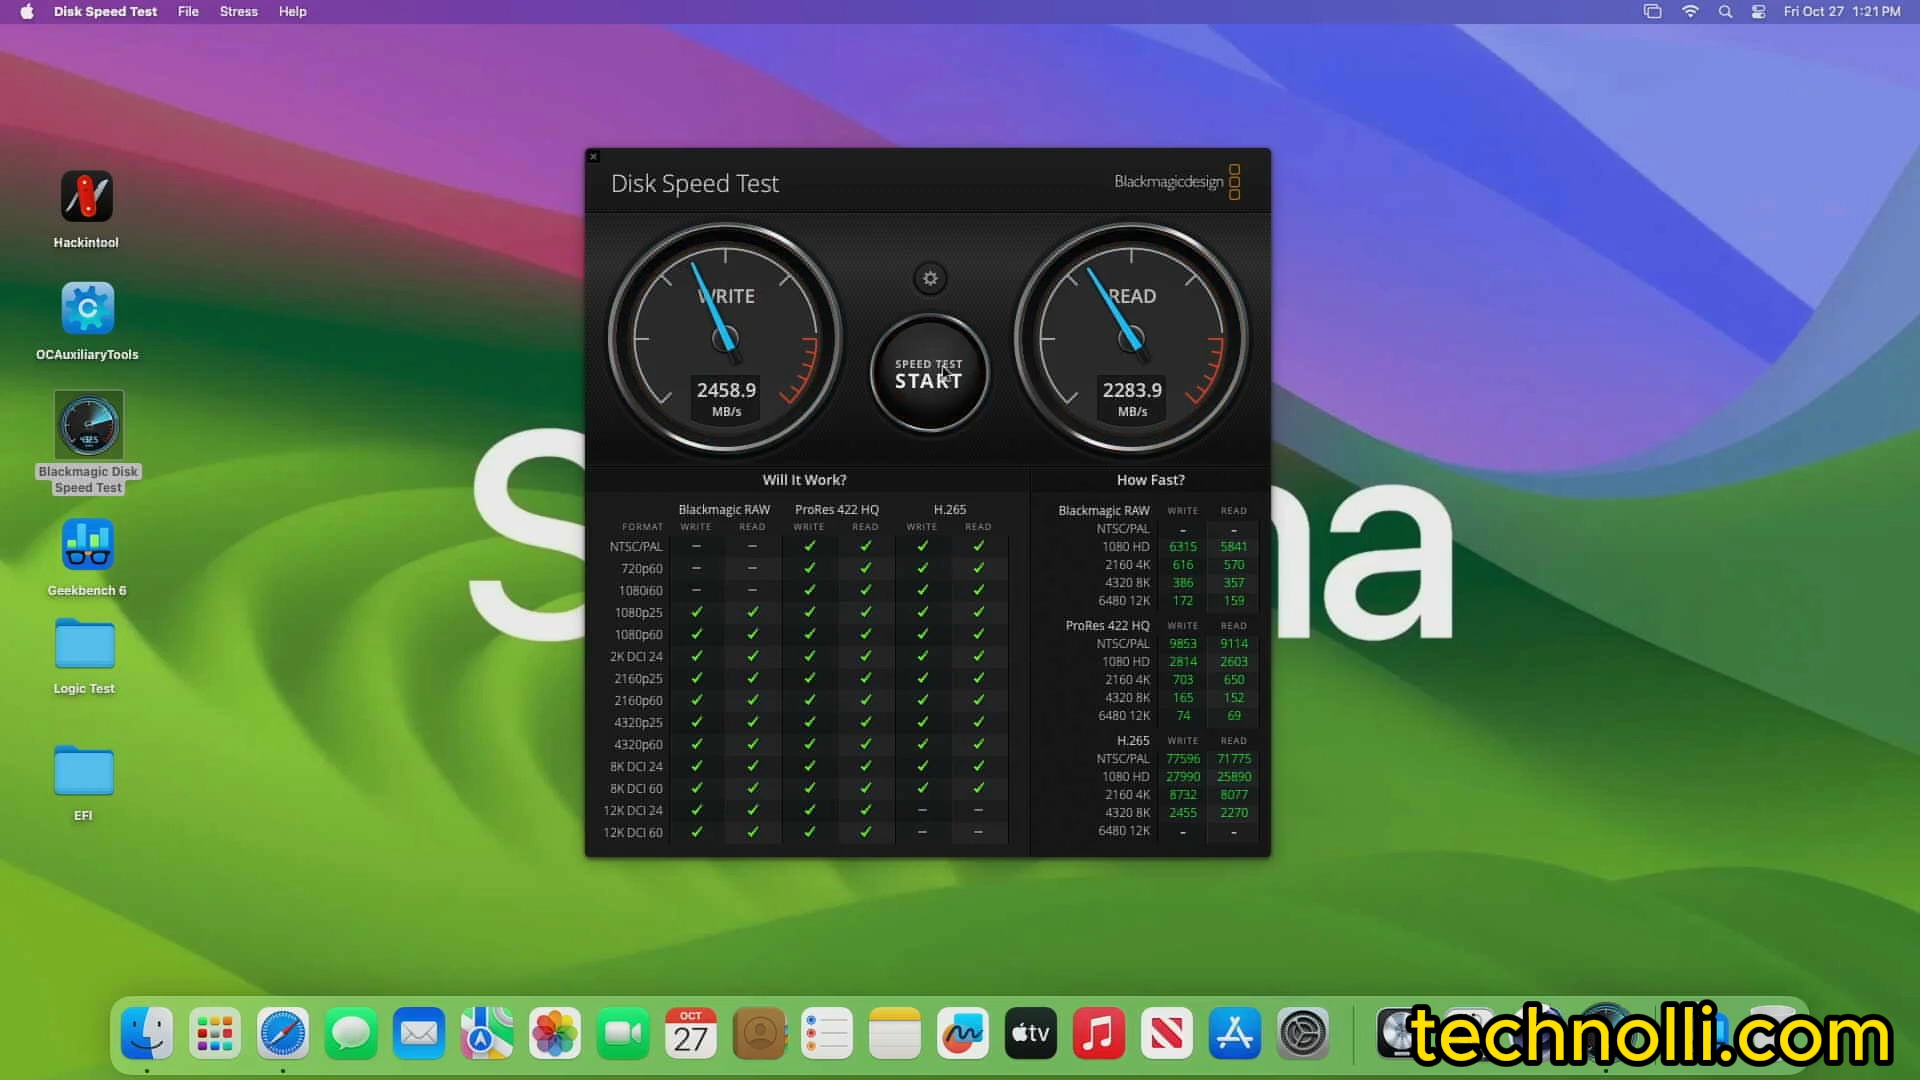 Disk Speed Test File Stress Help
Fri Oct 27 1:21 PM
Hackintool
OCAuxiliaryTools
Blackmagic Disk
Speed Test
Geekbench 6
Logic Test
EFI
S
na
Disk Speed Test
Blackmagicdesign
WRITE
2458.9
MB/s
SPEED TEST
START
READ
2283.9
MB/s
Will It Work?
Blackmagic RAW ProRes 422 HQ H.265
FORMAT WRITE READ WRITE READ WRITE READ
NTSC/PAL – – ✓ ✓ ✓ ✓
720p60 – – ✓ ✓ ✓ ✓
1080i60 – – ✓ ✓ ✓ ✓
1080p25 ✓ ✓ ✓ ✓ ✓ ✓
1080p60 ✓ ✓ ✓ ✓ ✓ ✓
2K DCI 24 ✓ ✓ ✓ ✓ ✓ ✓
2160p25 ✓ ✓ ✓ ✓ ✓ ✓
2160p60 ✓ ✓ ✓ ✓ ✓ ✓
4320p25 ✓ ✓ ✓ ✓ ✓ ✓
4320p60 ✓ ✓ ✓ ✓ ✓ ✓
8K DCI 24 ✓ ✓ ✓ ✓ ✓ ✓
8K DCI 60 ✓ ✓ ✓ ✓ ✓ ✓
12K DCI 24 ✓ ✓ ✓ ✓ – –
12K DCI 60 ✓ ✓ ✓ ✓ – –
How Fast?
Blackmagic RAW WRITE READ
NTSC/PAL - -
1080 HD 6315 5841
2160 4K 616 570
4320 8K 386 357
6480 12K 172 159
ProRes 422 HQ WRITE READ
NTSC/PAL 9853 9114
1080 HD 2814 2603
2160 4K 703 650
4320 8K 165 152
6480 12K 74 69
H.265 WRITE READ
NTSC/PAL 77596 71775
1080 HD 27990 25890
2160 4K 8732 8077
4320 8K 2455 2270
6480 12K - -
OCT
27
tv
technolli.com